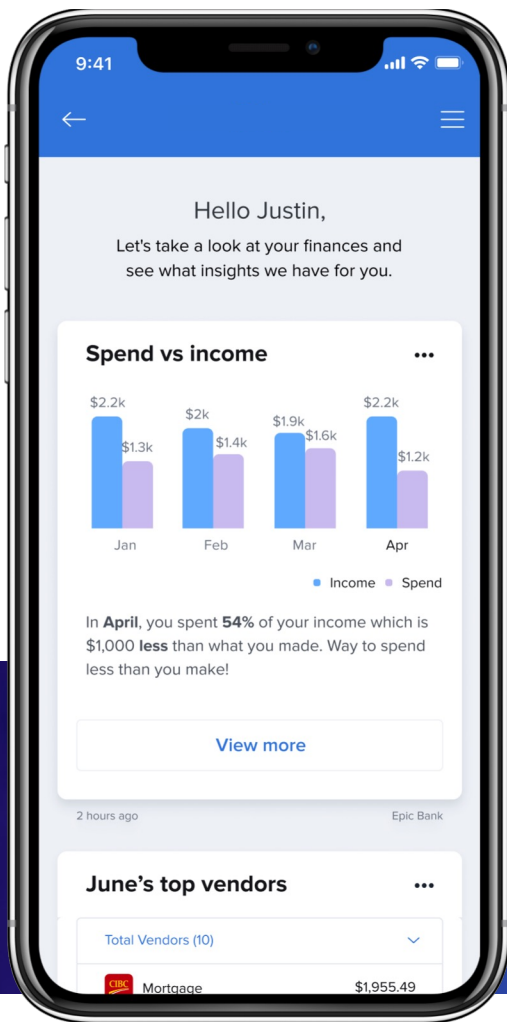 9:41
Hello Justin,
Let's take a look at your finances and
see what insights we have for you.
Spend vs income
$2.2k
$1.3k
$2k
$1.4k
$1.9k
$1.6k
$2.2k
$1.2k
Jan Feb Mar Apr
Income Spend
In April, you spent 54% of your income which is
$1,000 less than what you made. Way to spend
less than you make!
View more
2 hours ago Epic Bank
June’s top vendors
Total Vendors (10)
CIBC Mortgage $1,955.49